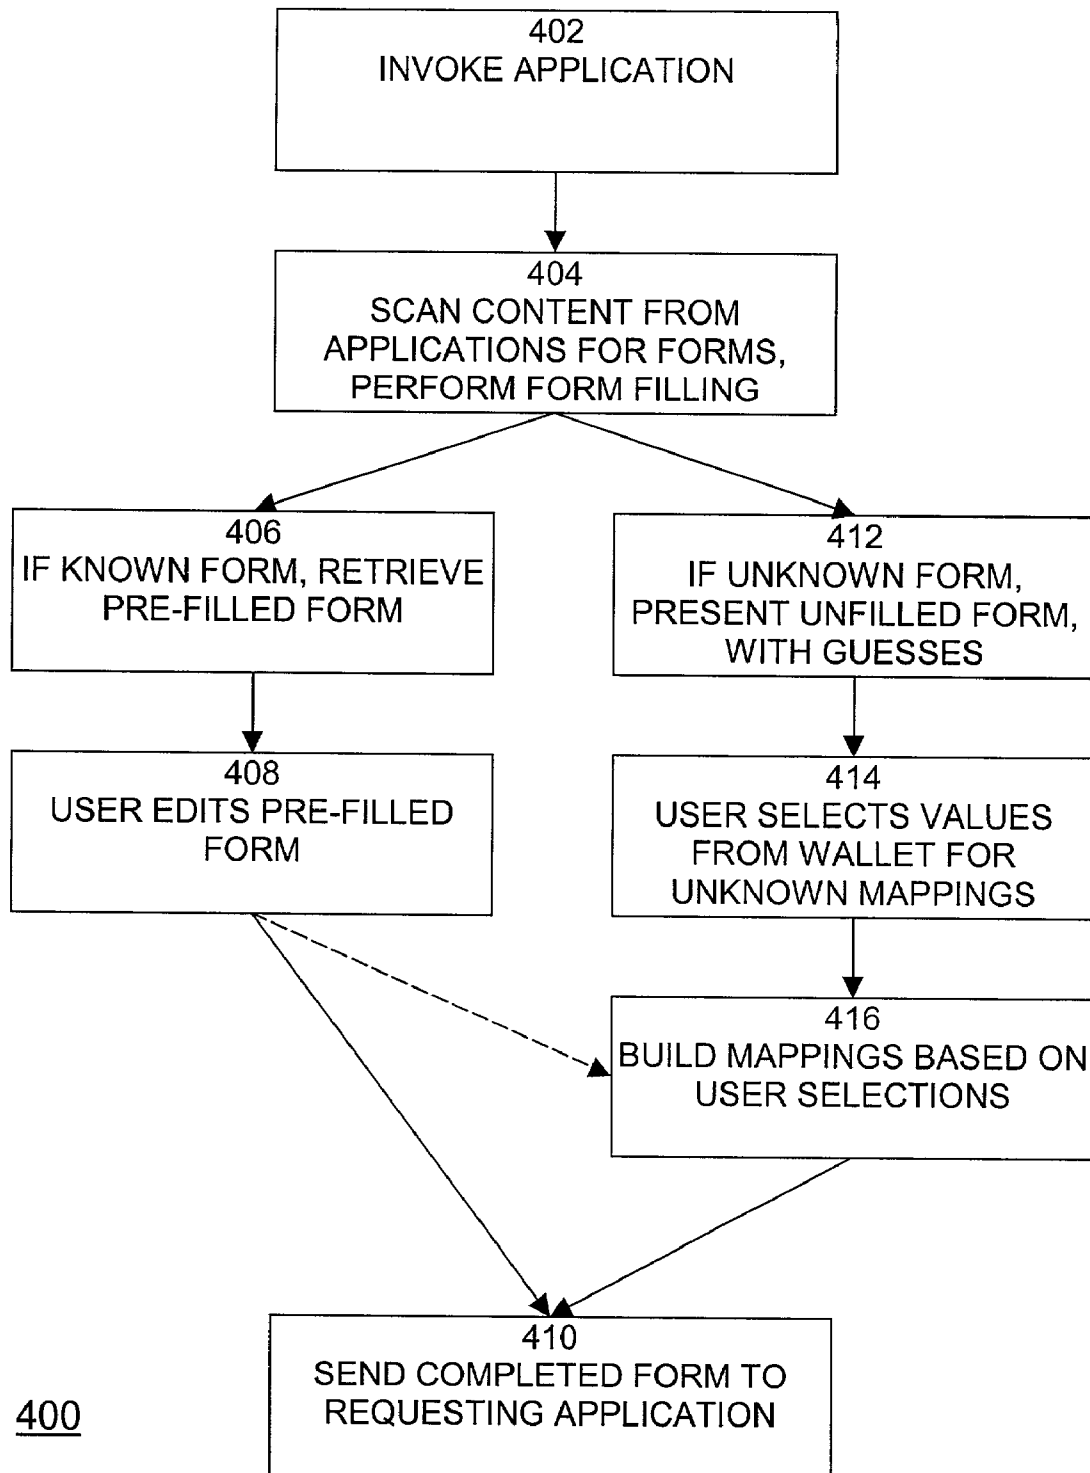 402
INVOKE APPLICATION
404
SCAN CONTENT FROM
APPLICATIONS FOR FORMS,
PERFORM FORM FILLING
406
IF KNOWN FORM, RETRIEVE
PRE-FILLED FORM
412
IF UNKNOWN FORM,
PRESENT UNFILLED FORM,
WITH GUESSES
408
USER EDITS PRE-FILLED
FORM
414
USER SELECTS VALUES
FROM WALLET FOR
UNKNOWN MAPPINGS
416
BUILD MAPPINGS BASED ON
USER SELECTIONS
410
SEND COMPLETED FORM TO
REQUESTING APPLICATION
400